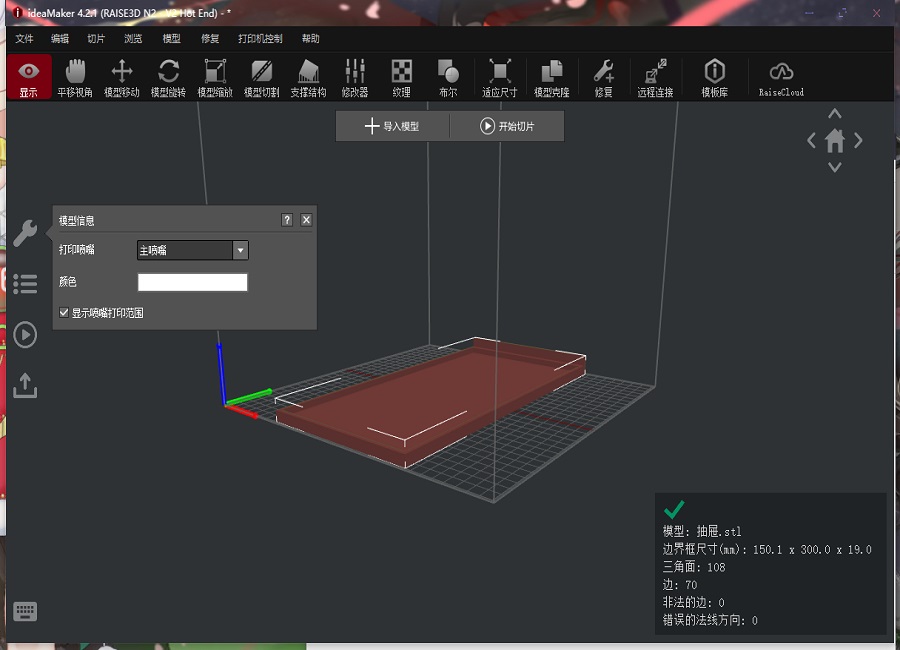 ideaMaker 4.2.1 (RAISE3D N2 - V2 Hot End) - *
文件 编辑 切片 浏览 模型 修复 打印机控制 帮助
显示 平移视角 模型移动 模型旋转 模型缩放 模型切割 支撑结构 修改器 纹理 布尔 适应尺寸 模型克隆 修复 远程连接 模板库 RaiseCloud
导入模型 开始切片
模型信息 ?
打印喷嘴 主喷嘴
颜色
显示喷嘴打印范围
模型: 抽屉.stl
边界框尺寸(mm): 150.1 x 300.0 x 19.0
三角面: 108
边: 70
非法的边: 0
错误的法线方向: 0